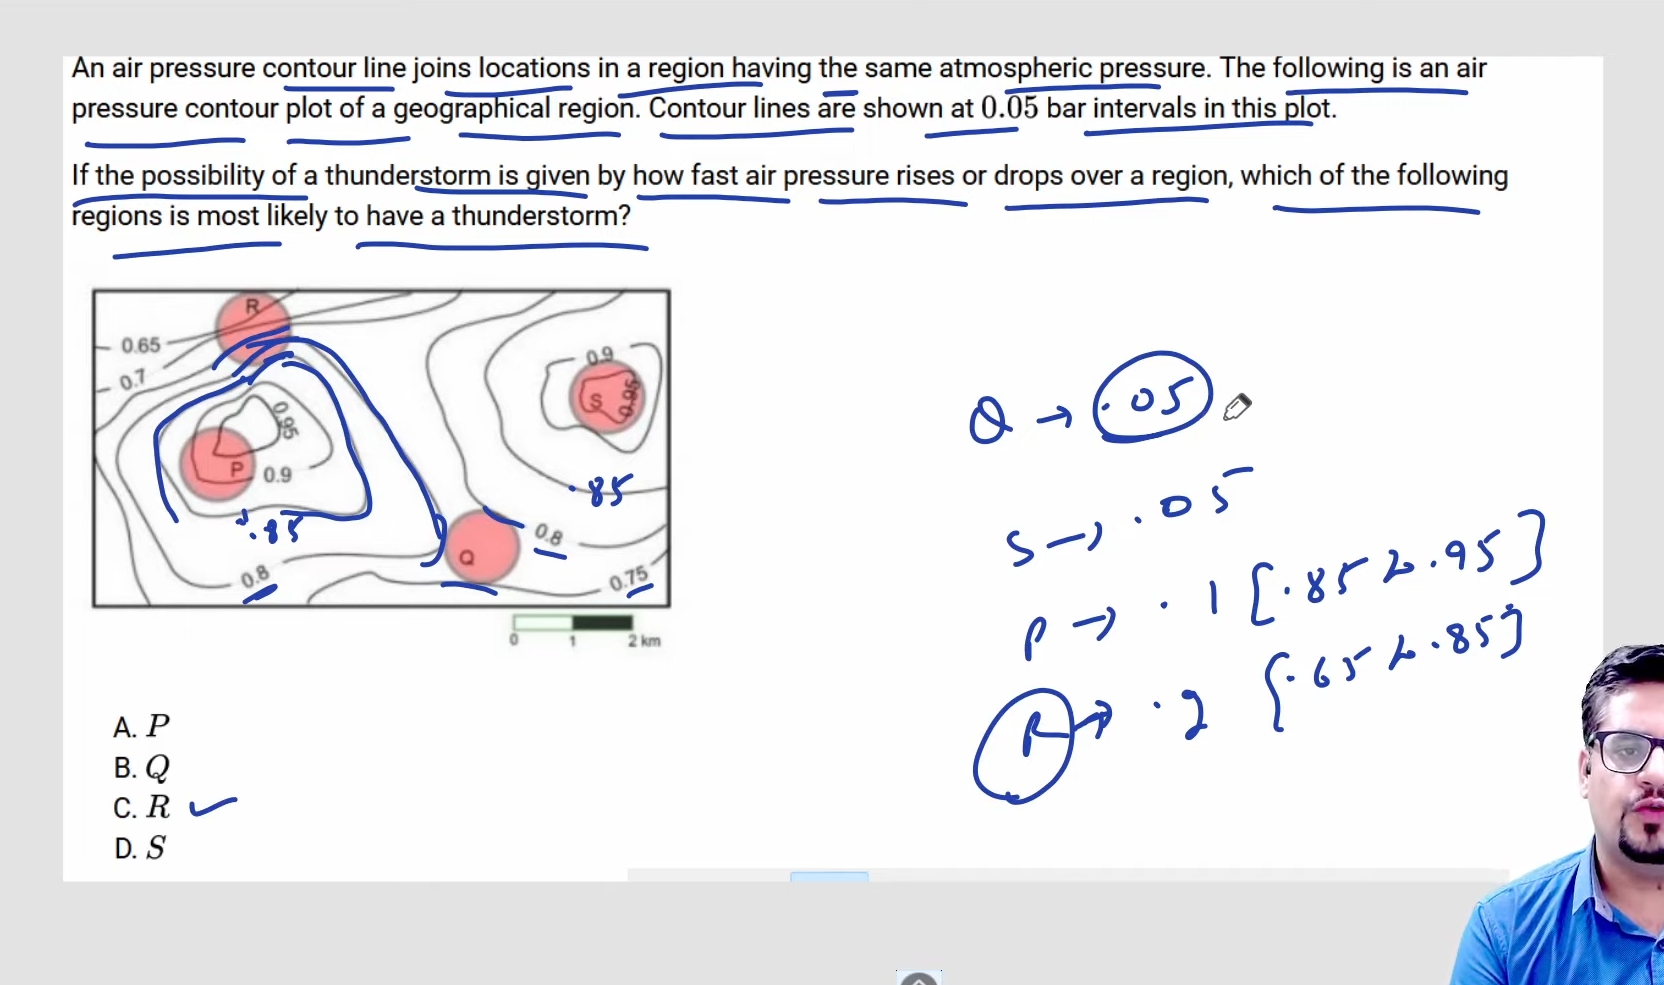 An air pressure contour line joins locations in a region having the same atmospheric pressure. The following is an air
pressure contour plot of a geographical region. Contour lines are shown at 0.05 bar intervals in this plot.
If the possibility of a thunderstorm is given by how fast air pressure rises or drops over a region, which of the following
regions is most likely to have a thunderstorm?
R
0.65
0.7
0.9
0.95
S
0.95
P
0.9
.85
.85
0.8
Q
0.8
0.75
0 1 2 km
Q → .05
S → .05
P → .1 [.85 to .95]
R → .2 [.65 to .85]
A. P
B. Q
C. R
D. S